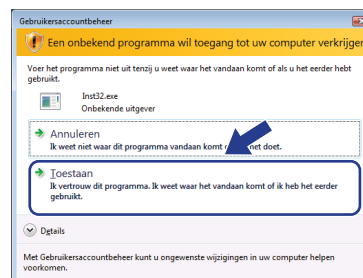 Gebruikersaccountbeheer
Een onbekend programma wil toegang tot uw computer verkrijgen
Voer het programma niet uit tenzij u weet waar het vandaan komt of als u het eerder hebt
gebruikt.
Inst32.exe
Onbekende uitgever
Annuleren
Ik weet niet waar dit programma vandaan komt het doet.
Toestaan
Ik vertrouw dit programma. Ik weet waar het vandaan komt of ik heb het eerder
gebruikt.
Details
Met Gebruikersaccountbeheer kunt u ongewenste wijzigingen in uw computer helpen
voorkomen.